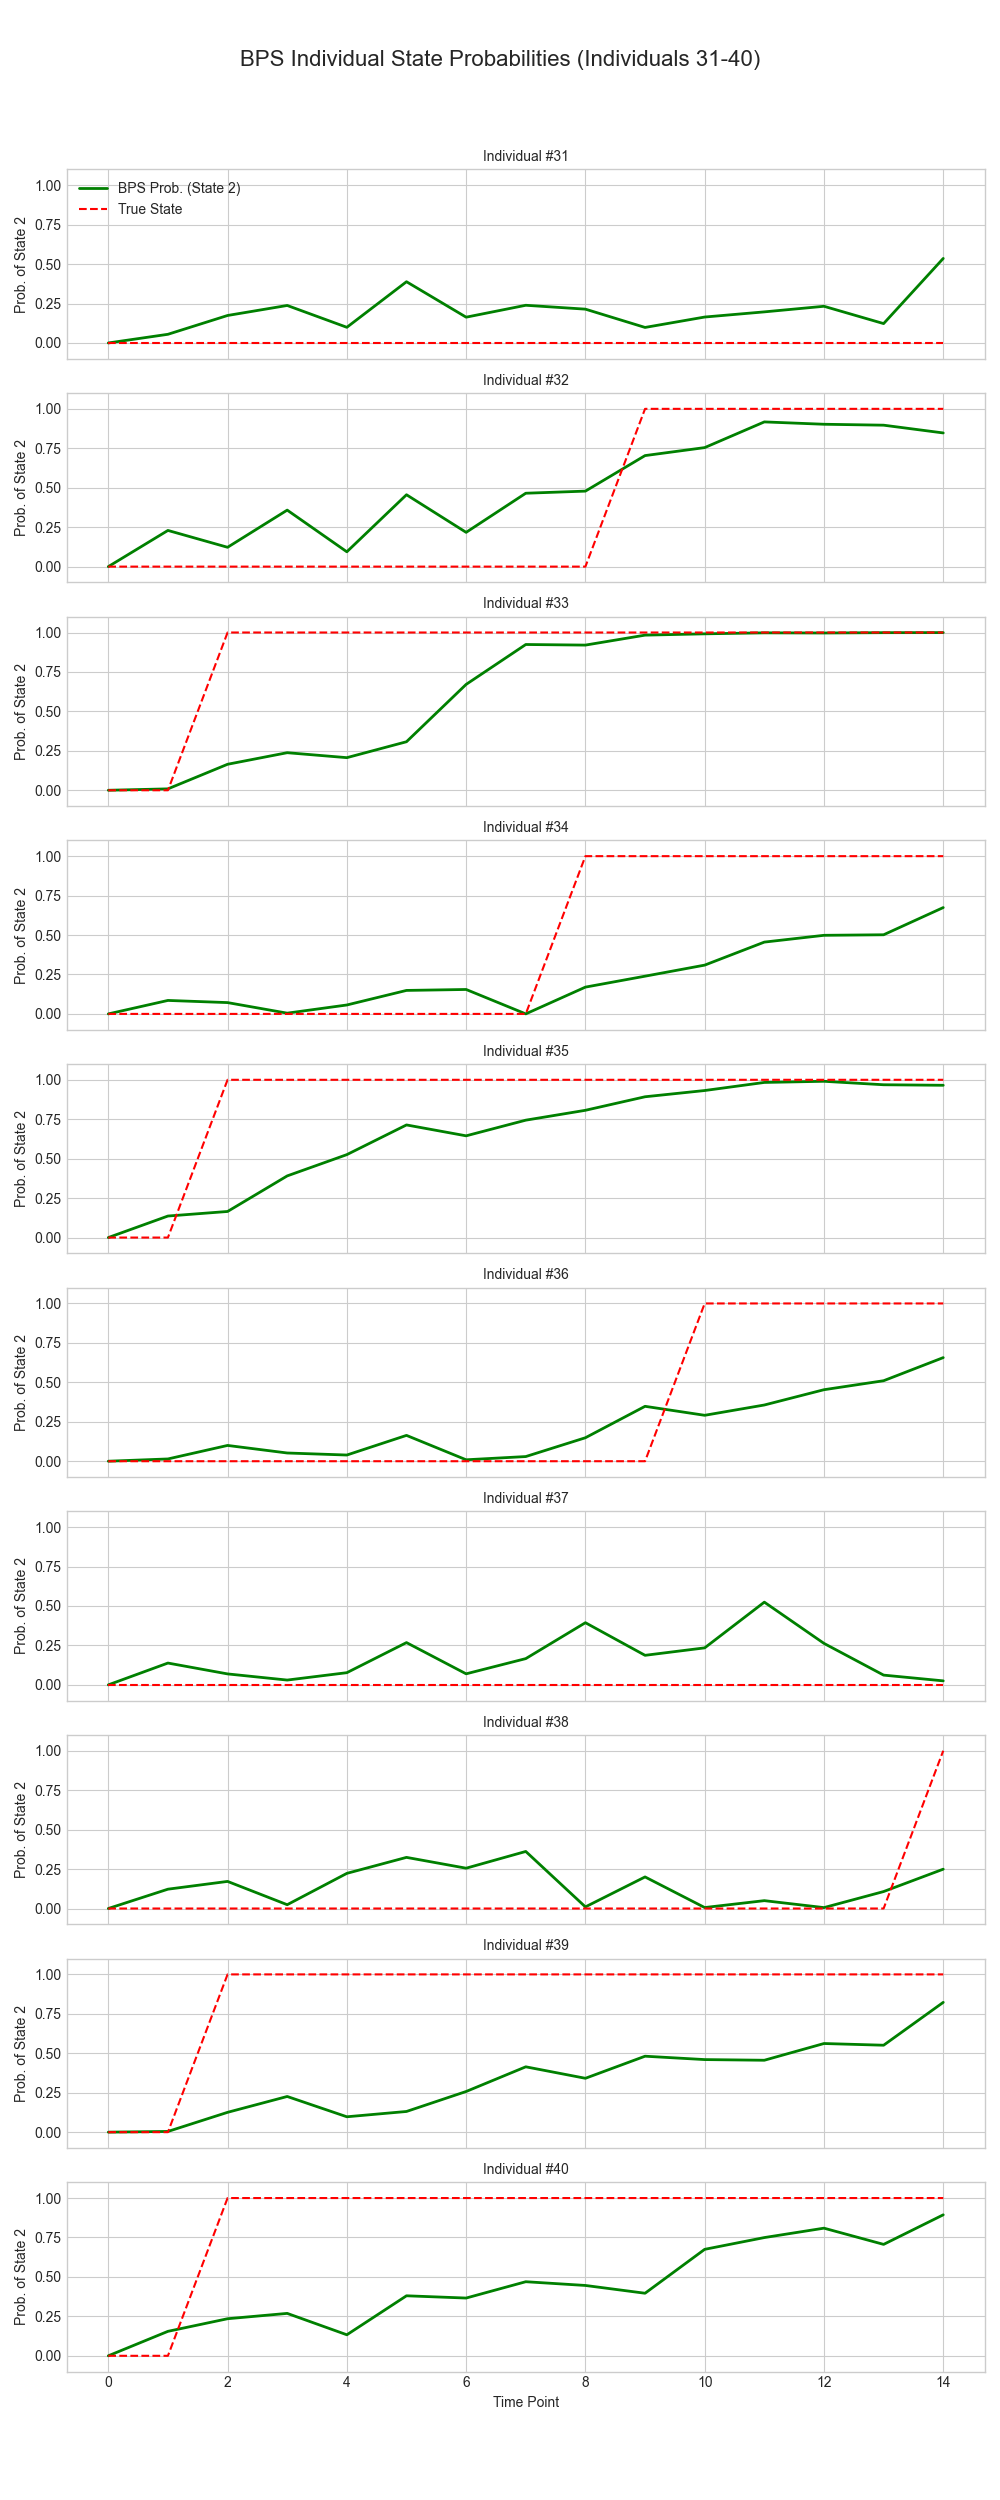 BPS Individual State Probabilities (Individuals 31-40)
Individual #31
Prob. of State 2
1.00
0.75
0.50
0.25
0.00
BPS Prob. (State 2)
True State
Individual #32
Prob. of State 2
1.00
0.75
0.50
0.25
0.00
Individual #33
Prob. of State 2
1.00
0.75
0.50
0.25
0.00
Individual #34
Prob. of State 2
1.00
0.75
0.50
0.25
0.00
Individual #35
Prob. of State 2
1.00
0.75
0.50
0.25
0.00
Individual #36
Prob. of State 2
1.00
0.75
0.50
0.25
0.00
Individual #37
Prob. of State 2
1.00
0.75
0.50
0.25
0.00
Individual #38
Prob. of State 2
1.00
0.75
0.50
0.25
0.00
Individual #39
Prob. of State 2
1.00
0.75
0.50
0.25
0.00
Individual #40
Prob. of State 2
1.00
0.75
0.50
0.25
0.00
0 2 4 6 8 10 12 14
Time Point